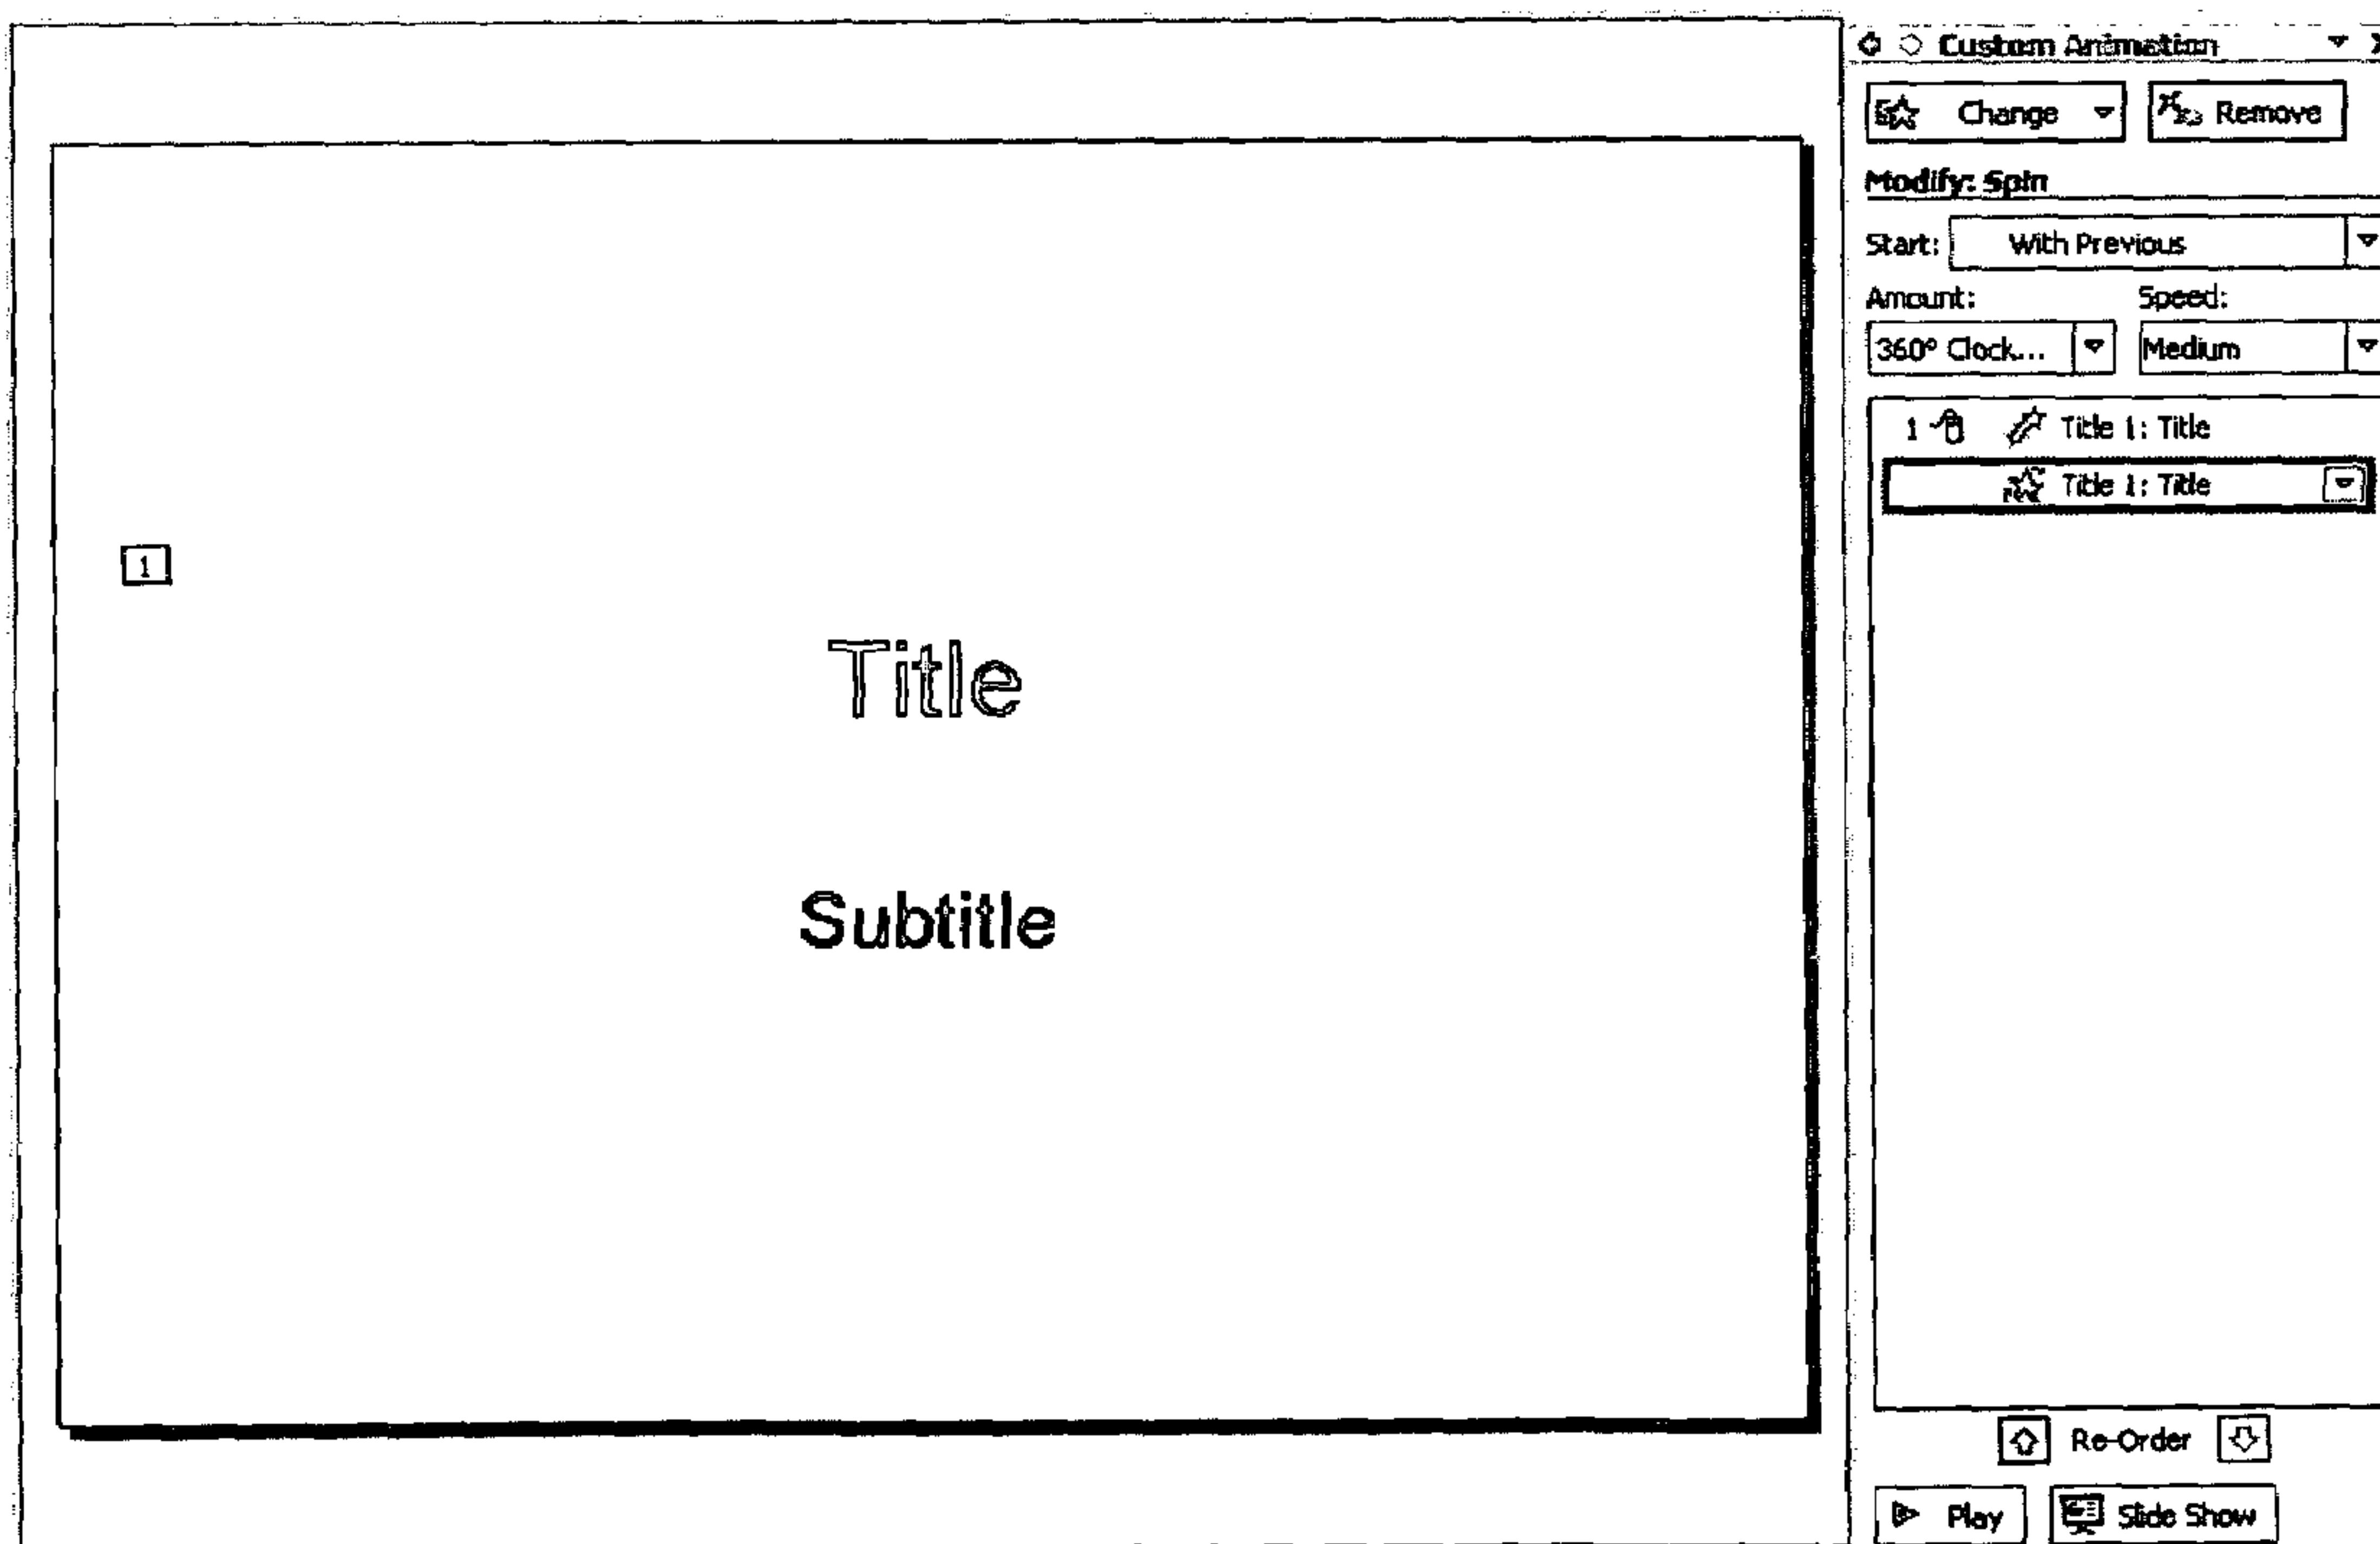 1
Title
Subtitle
Custom Animation
Change Remove
Modify: Spin
Start: With Previous
Amount: Speed:
360° Clock... Medium
1 Title 1: Title
Title 1: Title
Re-Order
Play Slide Show